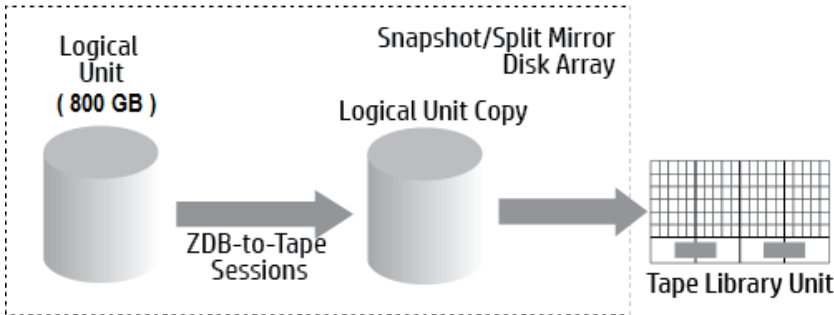 Logical
Unit
( 800 GB )
Snapshot/Split Mirror
Disk Array
Logical Unit Copy
ZDB-to-Tape
Sessions
Tape Library Unit